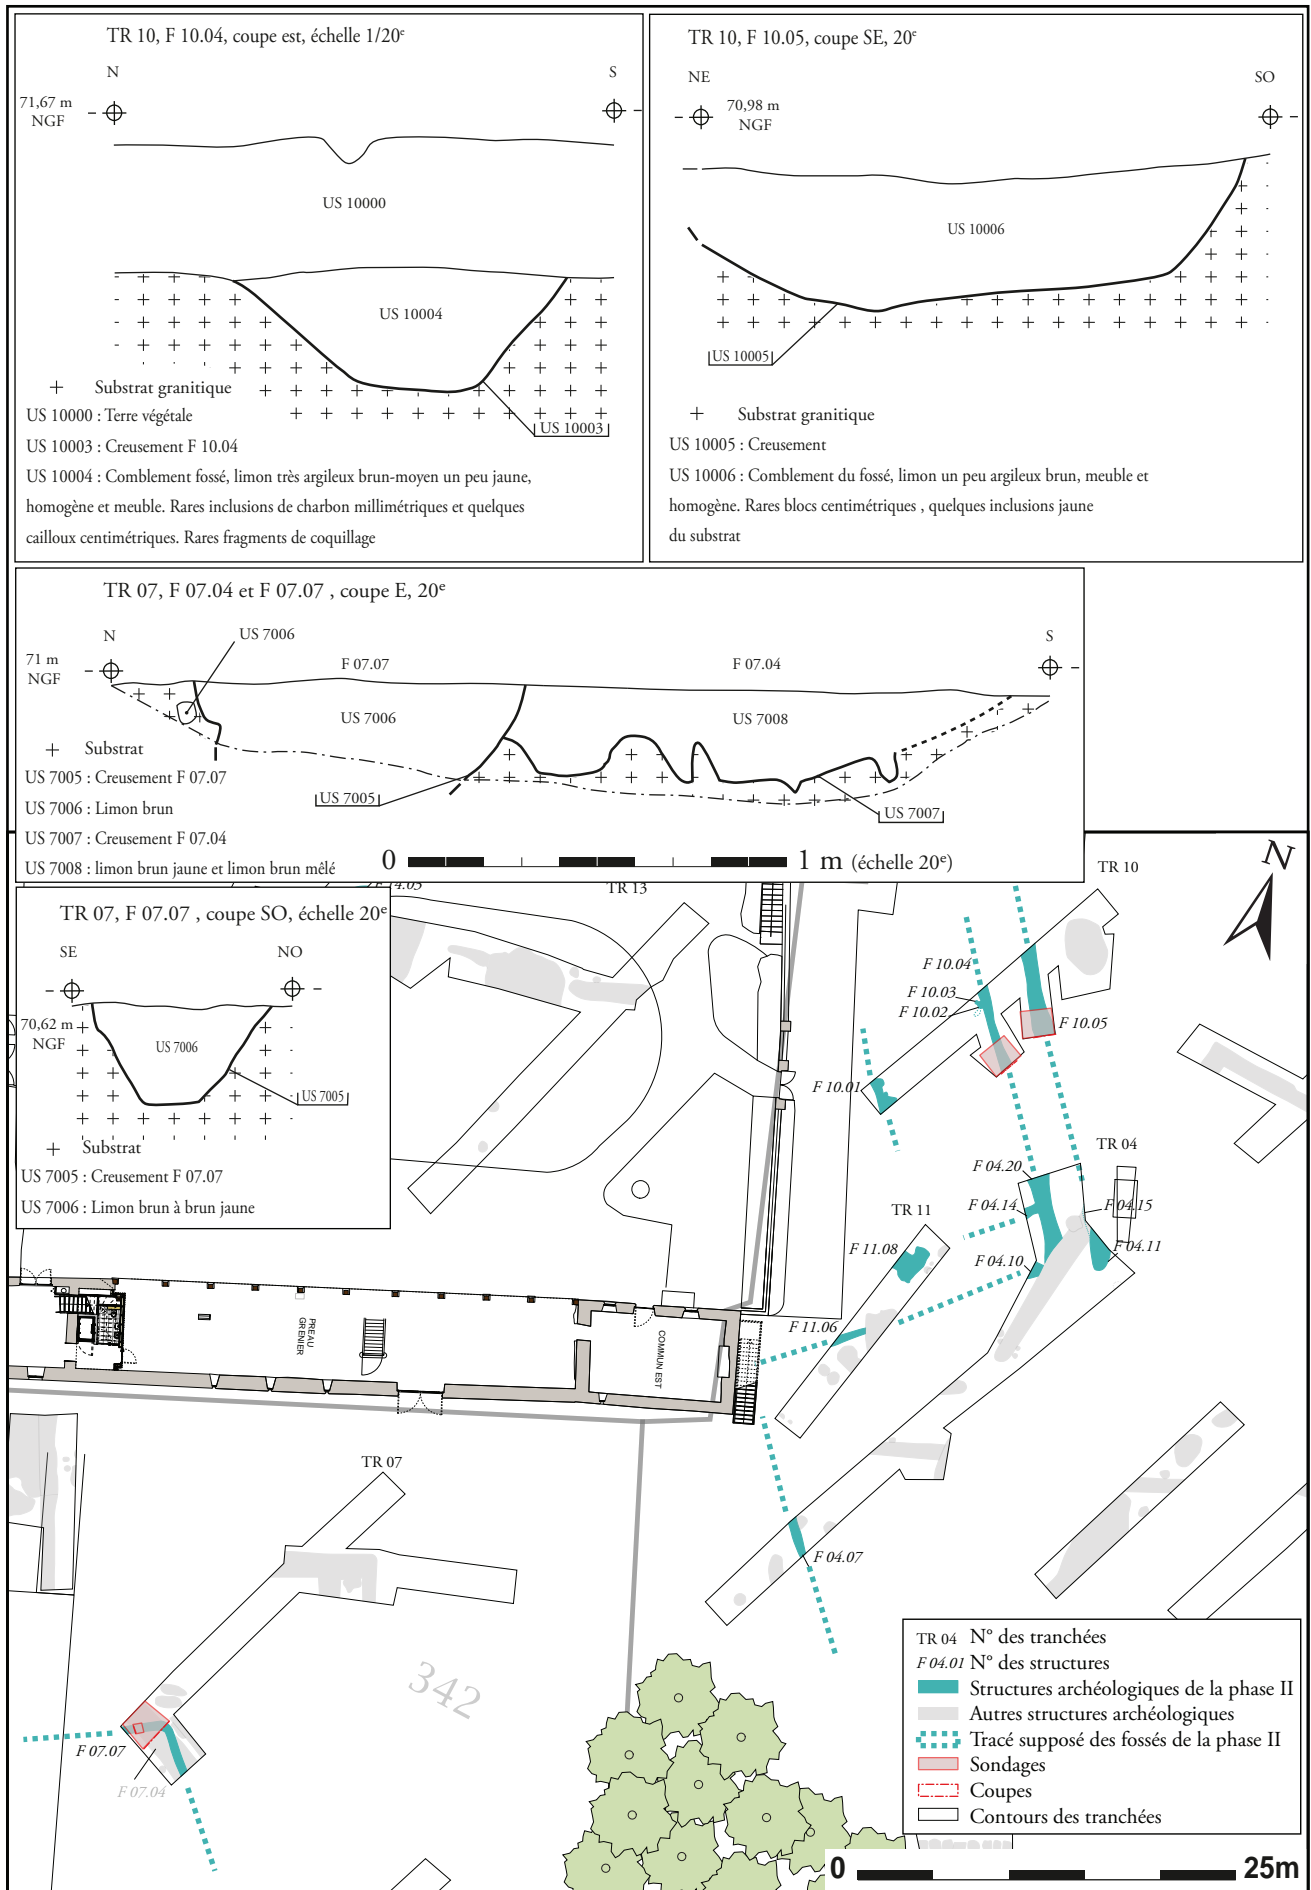 TR 10, F 10.04, coupe est, échelle 1/20e
N
S
71,67 m
NGF
US 10000
US 10004
Substrat granitique
US 10003
US 10000 : Terre végétale
US 10003 : Creusement F 10.04
US 10004 : Comblement fossé, limon très argileux brun-moyen un peu jaune,
homogène et meuble. Rares inclusions de charbon millimétriques et quelques
cailloux centimétriques. Rares fragments de coquillage
TR 10, F 10.05, coupe SE, 20e
NE
SO
70,98 m
NGF
US 10006
US 10005
Substrat granitique
US 10005 : Creusement
US 10006 : Comblement du fossé, limon un peu argileux brun, meuble et
homogène. Rares blocs centimétriques , quelques inclusions jaune
du substrat
TR 07, F 07.04 et F 07.07 , coupe E, 20e
N
US 7006
S
71 m
NGF
F 07.07
F 07.04
US 7006
US 7008
Substrat
US 7005 : Creusement F 07.07
US 7005
US 7006 : Limon brun
US 7007
US 7007 : Creusement F 07.04
US 7008 : limon brun jaune et limon brun mêlé
0
1 m (échelle 20e)
TR 07, F 07.07 , coupe SO, échelle 20e
SE
NO
70,62 m
NGF
US 7006
US 7005
Substrat
US 7005 : Creusement F 07.07
US 7006 : Limon brun à brun jaune
TR 13
TR 10
N
F 10.04
F 10.03
F 10.02
F 10.05
F 10.01
TR 04
F 04.20
F 04.14
F 04.15
TR 11
F 11.08
F 04.10
F 04.11
F 11.06
PREAU
GRENIER
COMMUN EST
TR 07
F 04.07
342
F 07.07
F 07.04
TR 04 N° des tranchées
F 04.01 N° des structures
Structures archéologiques de la phase II
Autres structures archéologiques
Tracé supposé des fossés de la phase II
Sondages
Coupes
Contours des tranchées
0
25m